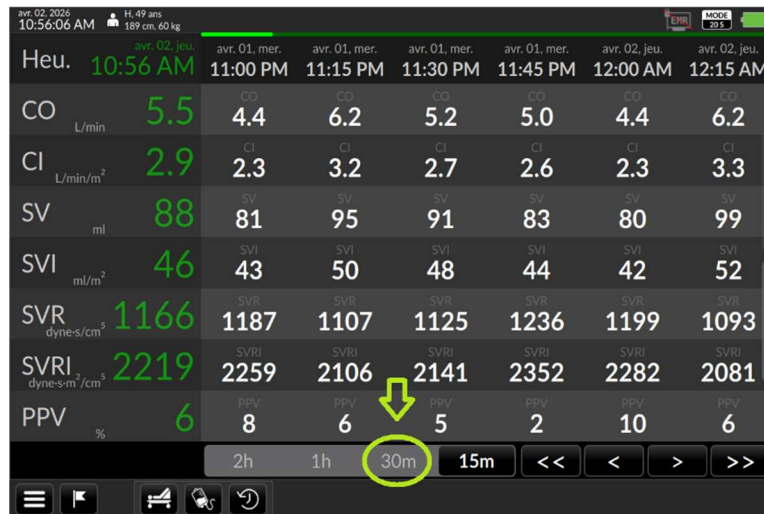 avr. 02, 2026
10:56:06 AM
H, 49 ans
189 cm, 60 kg
EMR
MODE
20 S
Heu.
avr. 02, jeu.
10:56 AM
avr. 01, mer. avr. 01, mer. avr. 01, mer. avr. 01, mer. avr. 02, jeu. avr. 02, jeu.
11:00 PM 11:15 PM 11:30 PM 11:45 PM 12:00 AM 12:15 AM
CO L/min 5.5
CO CO CO CO CO CO
4.4 6.2 5.2 5.0 4.4 6.2
CI L/min/m² 2.9
CI CI CI CI CI CI
2.3 3.2 2.7 2.6 2.3 3.3
SV ml 88
SV SV SV SV SV SV
81 95 91 83 80 99
SVI ml/m² 46
SVI SVI SVI SVI SVI SVI
43 50 48 44 42 52
SVR dyne·s/cm⁵ 1166
SVR SVR SVR SVR SVR SVR
1187 1107 1125 1236 1199 1093
SVRI dyne·s·m²/cm⁵ 2219
SVRI SVRI SVRI SVRI SVRI SVRI
2259 2106 2141 2352 2282 2081
PPV % 6
PPV PPV PPV PPV PPV PPV
8 6 5 2 10 6
2h 1h 30m 15m << < > >>